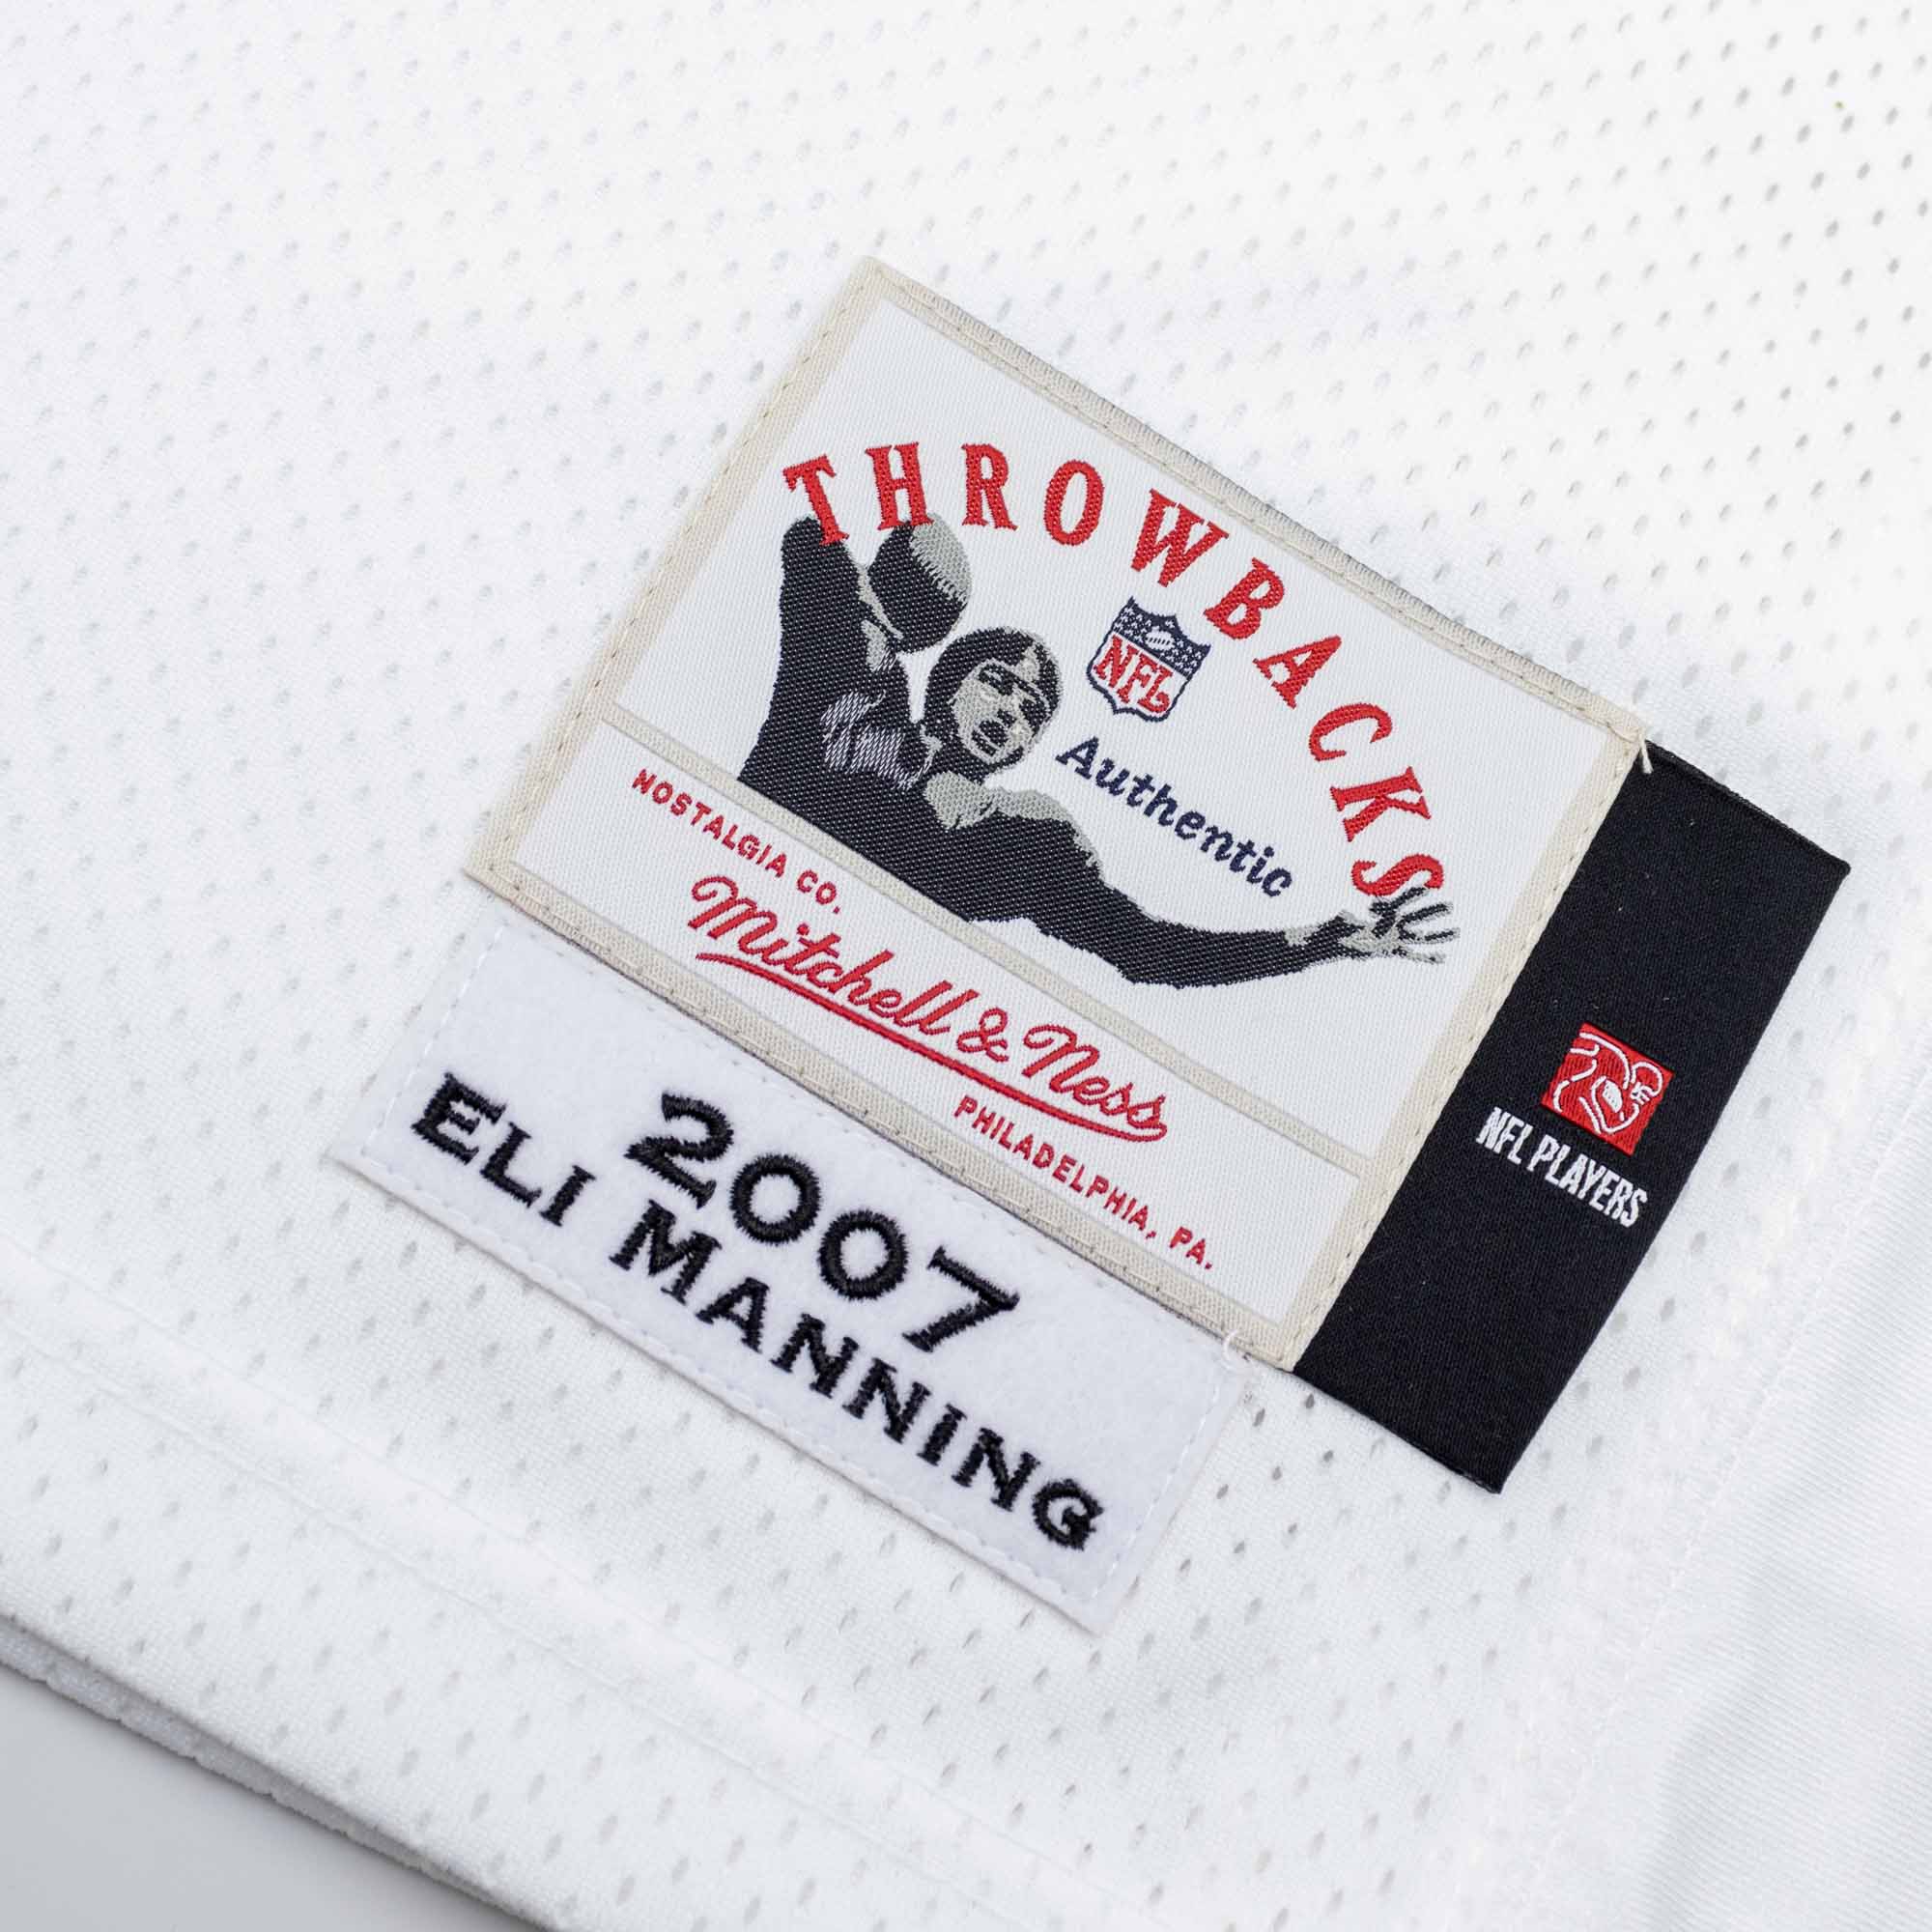 THROWBACKS
NFL
Authentic
NOSTALGIA CO.
Mitchell & Ness
PHILADELPHIA, PA.
NFL PLAYERS
2007
ELI MANNING